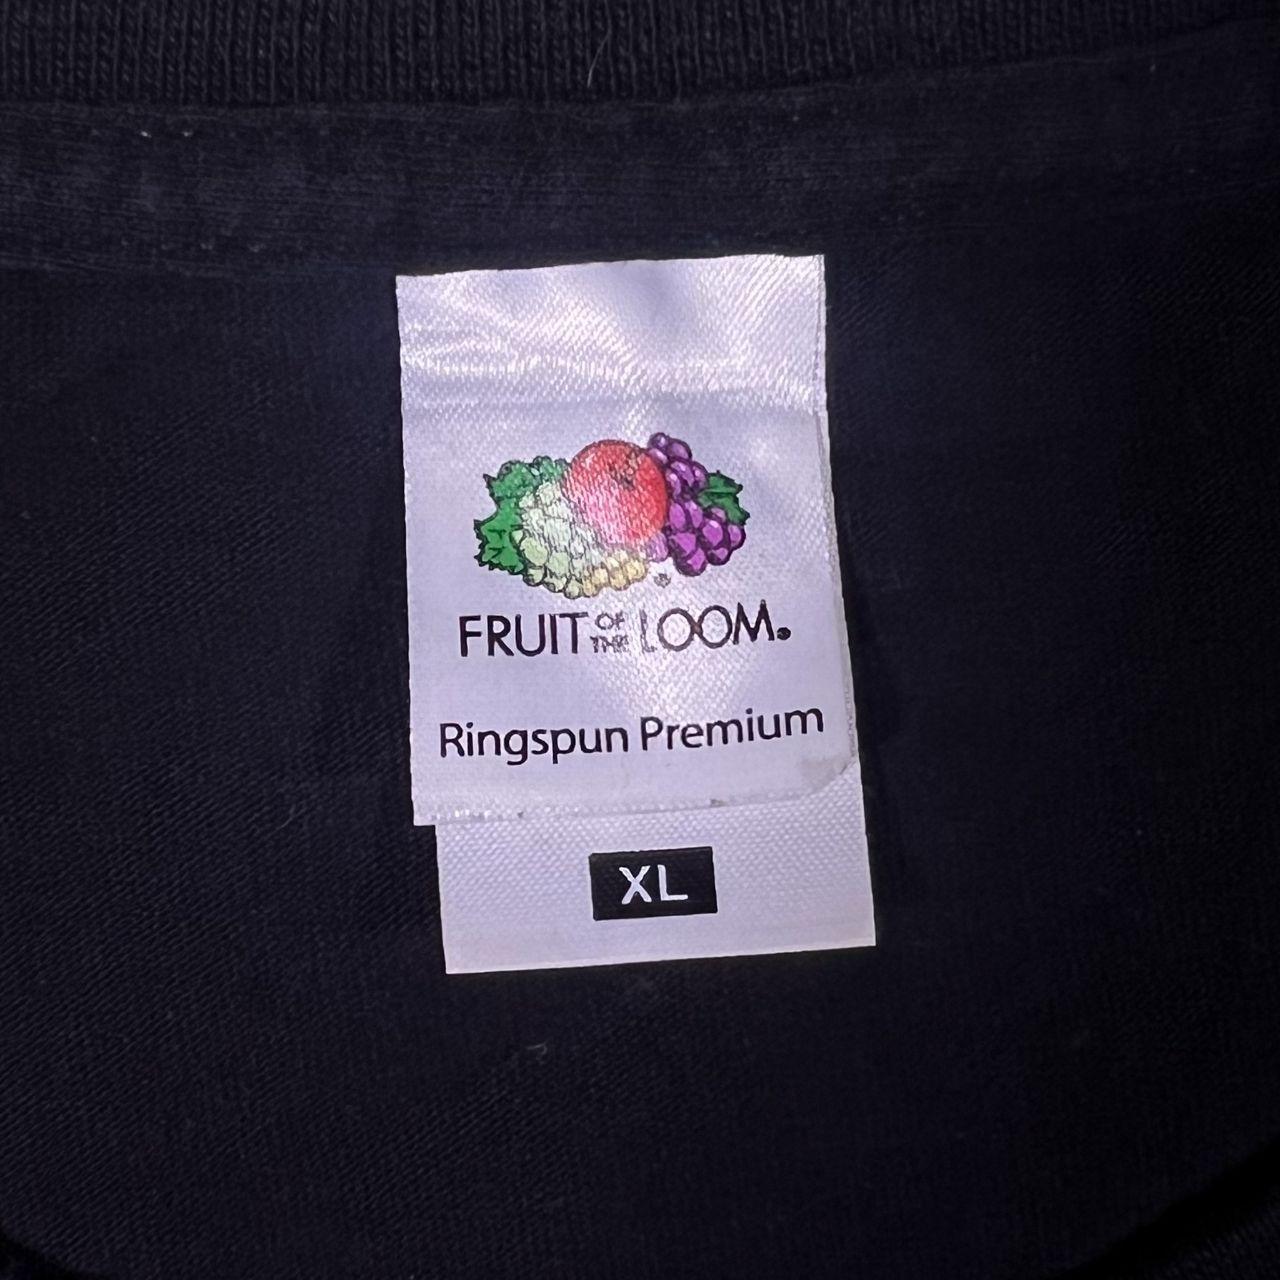 FRUIT OF THE LOOM®
Ringspun Premium
XL